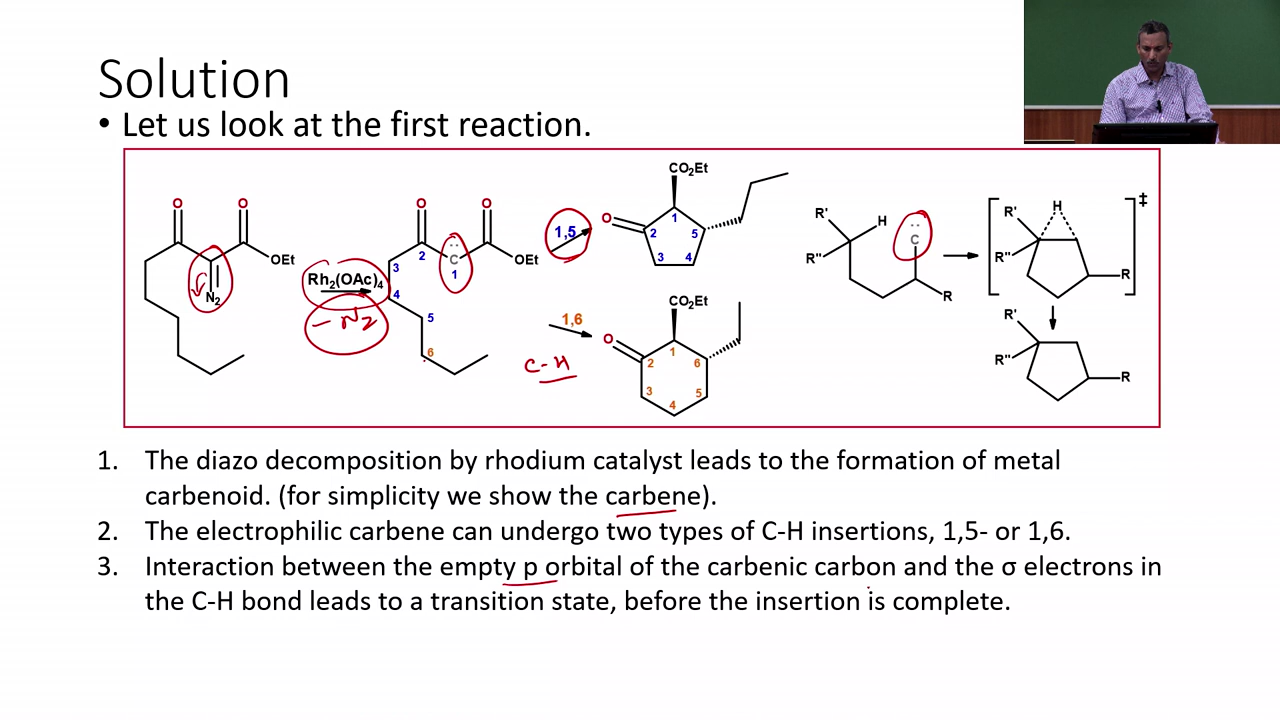 Solution
• Let us look at the first reaction.
O O OEt N₂
Rh₂(OAc)₄
- N₂
O O OEt C 1 2 3 4 5 6
1,5
CO₂Et O 1 2 3 4 5
1,6
C-H
CO₂Et O 1 2 3 4 5 6
R' H R" C R
R' H R" R ‡
R' R" R
1. The diazo decomposition by rhodium catalyst leads to the formation of metal
carbenoid. (for simplicity we show the carbene).
2. The electrophilic carbene can undergo two types of C-H insertions, 1,5- or 1,6.
3. Interaction between the empty p orbital of the carbenic carbon and the σ electrons in
the C-H bond leads to a transition state, before the insertion is complete.